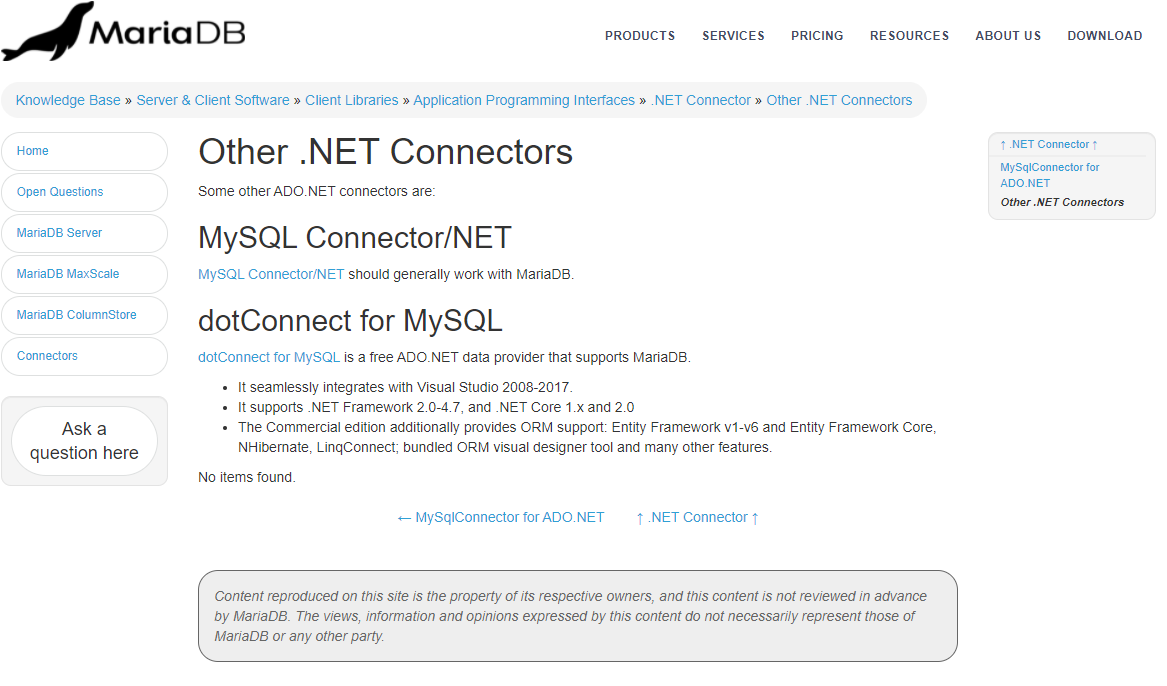 MariaDB
PRODUCTS SERVICES PRICING RESOURCES ABOUT US DOWNLOAD
Knowledge Base » Server & Client Software » Client Libraries » Application Programming Interfaces » .NET Connector » Other .NET Connectors
Home
Open Questions
MariaDB Server
MariaDB MaxScale
MariaDB ColumnStore
Connectors
Ask a
question here
Other .NET Connectors
Some other ADO.NET connectors are:
MySQL Connector/NET
MySQL Connector/NET should generally work with MariaDB.
dotConnect for MySQL
dotConnect for MySQL is a free ADO.NET data provider that supports MariaDB.
• It seamlessly integrates with Visual Studio 2008-2017.
• It supports .NET Framework 2.0-4.7, and .NET Core 1.x and 2.0
• The Commercial edition additionally provides ORM support: Entity Framework v1-v6 and Entity Framework Core,
NHibernate, LinqConnect; bundled ORM visual designer tool and many other features.
No items found.
← MySqlConnector for ADO.NET ↑ .NET Connector ↑
↑ .NET Connector ↑
MySqlConnector for
ADO.NET
Other .NET Connectors
Content reproduced on this site is the property of its respective owners, and this content is not reviewed in advance
by MariaDB. The views, information and opinions expressed by this content do not necessarily represent those of
MariaDB or any other party.